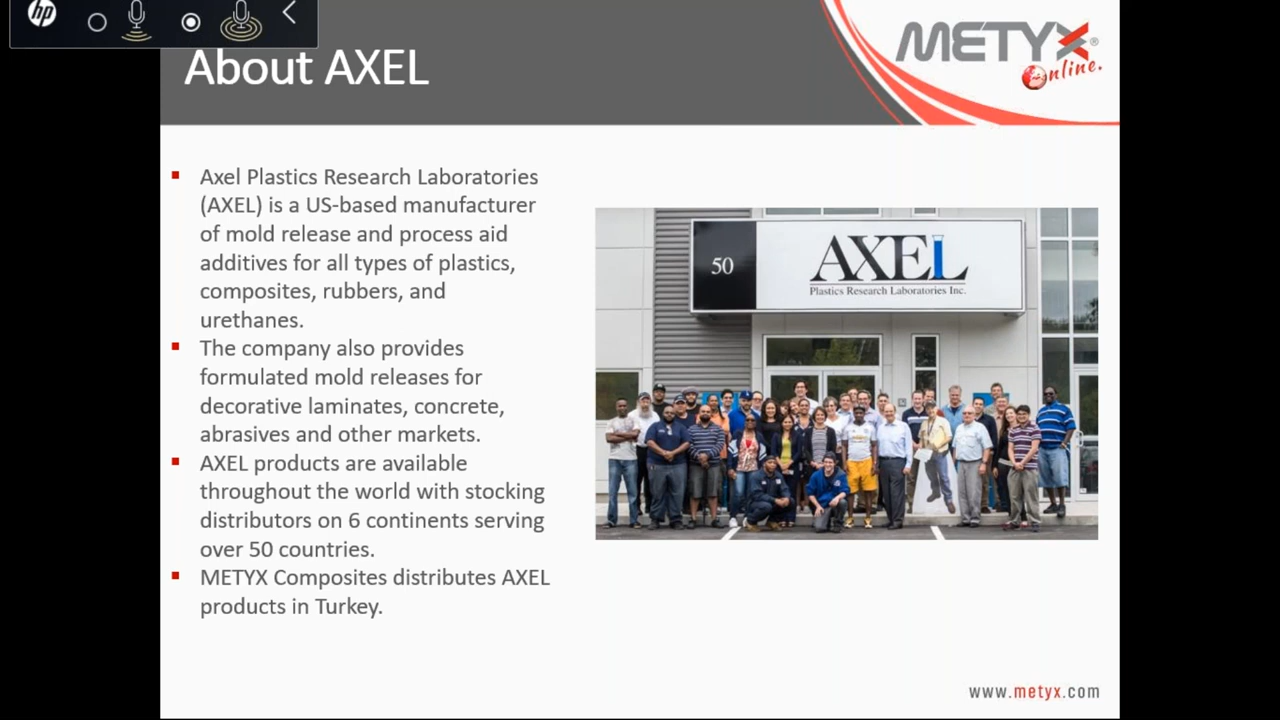 hp
About AXEL
METYX®
Online.
Axel Plastics Research Laboratories
(AXEL) is a US-based manufacturer
of mold release and process aid
additives for all types of plastics,
composites, rubbers, and
urethanes.
The company also provides
formulated mold releases for
decorative laminates, concrete,
abrasives and other markets.
AXEL products are available
throughout the world with stocking
distributors on 6 continents serving
over 50 countries.
METYX Composites distributes AXEL
products in Turkey.
50
AXEL
Plastics Research Laboratories Inc.
www.metyx.com